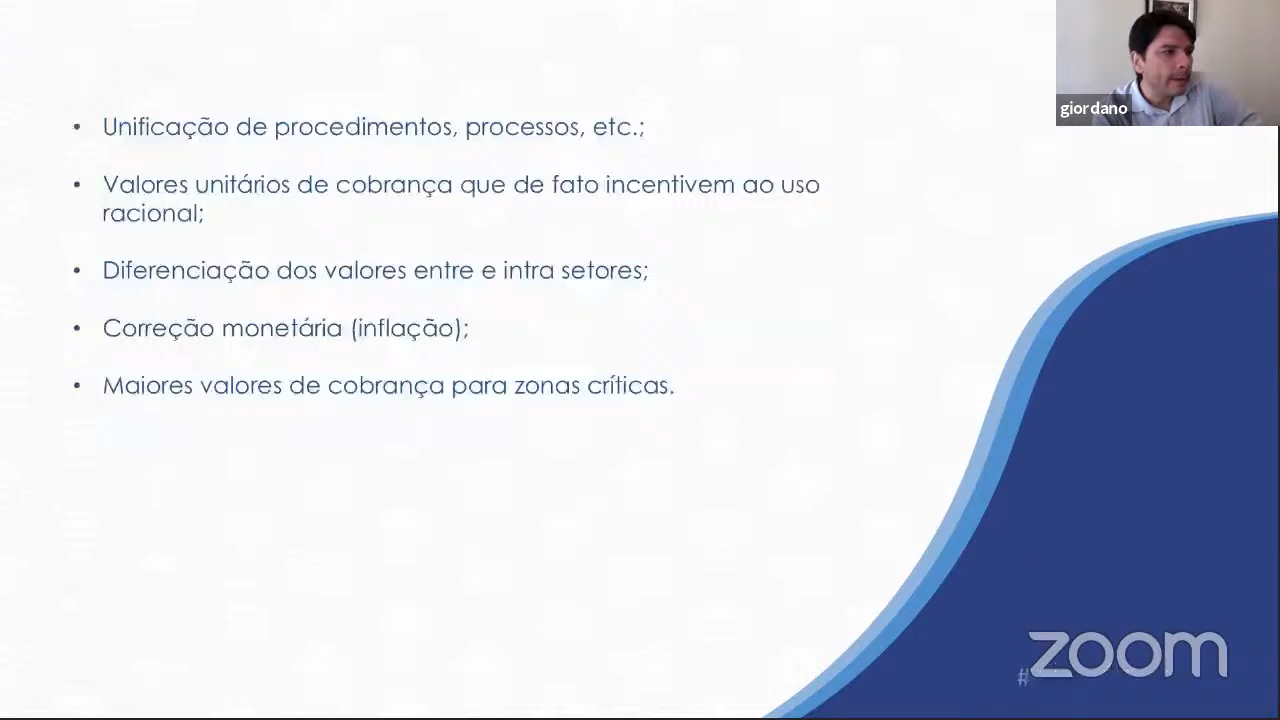 giordano
• Unificação de procedimentos, processos, etc.;
• Valores unitários de cobrança que de fato incentivem ao uso
racional;
• Diferenciação dos valores entre e intra setores;
• Correção monetária (inflação);
• Maiores valores de cobrança para zonas críticas.
zoom
#